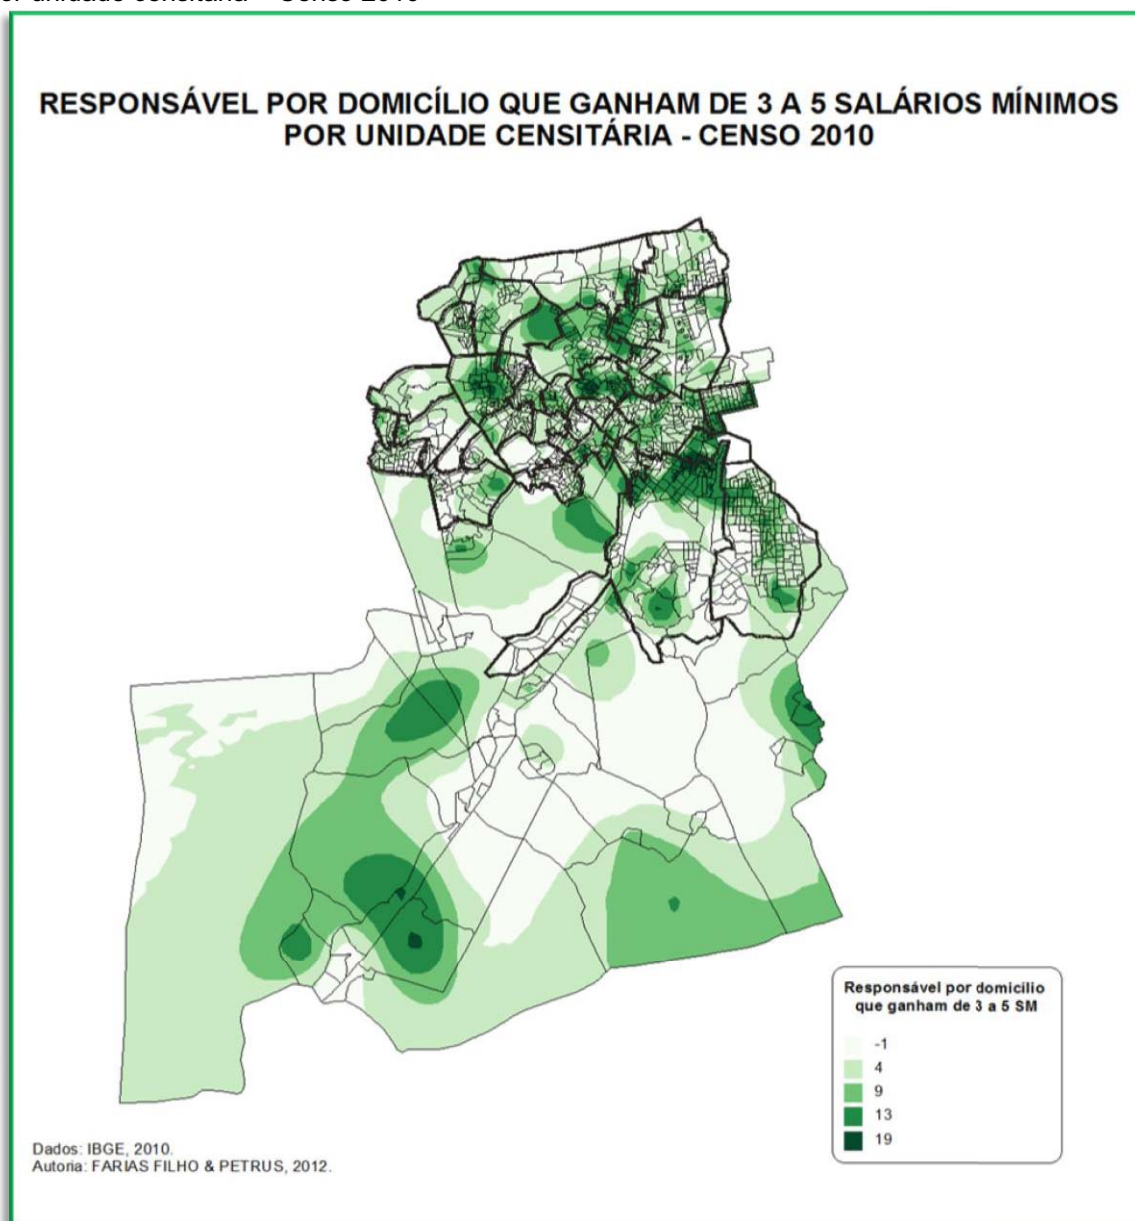 RESPONSÁVEL POR DOMICÍLIO QUE GANHAM DE 3 A 5 SALÁRIOS MÍNIMOS
POR UNIDADE CENSITÁRIA - CENSO 2010
Responsável por domicílio
que ganham de 3 a 5 SM
-1
4
9
13
19
Dados: IBGE, 2010.
Autoria: FARIAS FILHO & PETRUS, 2012.